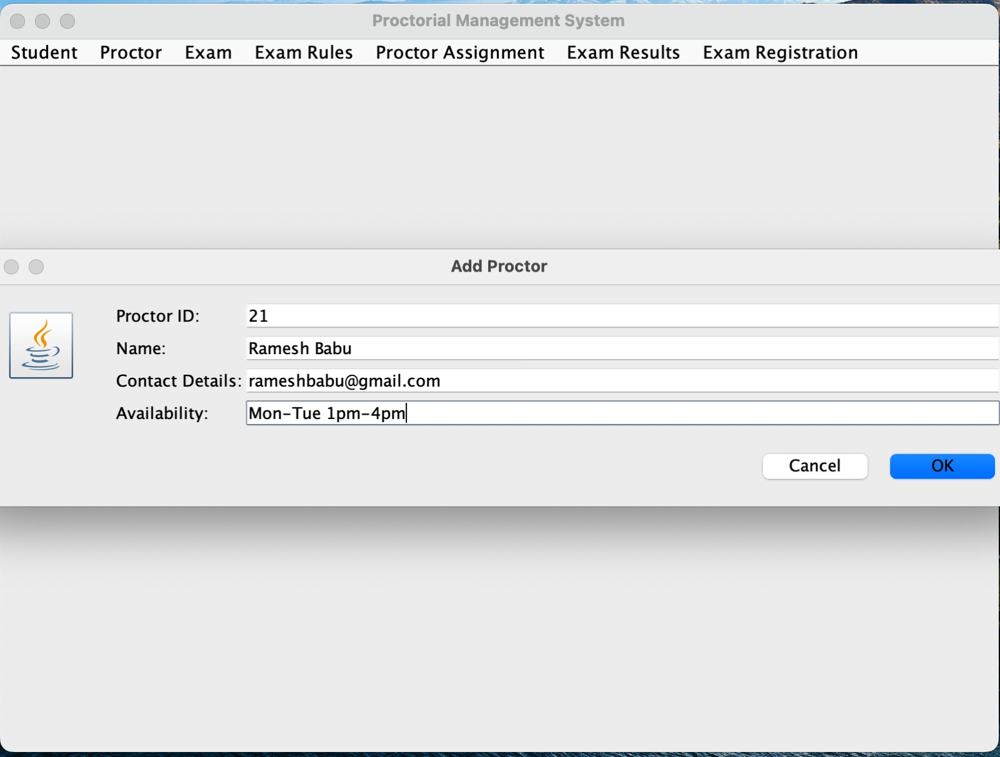 Proctorial Management System
Student Proctor Exam Exam Rules Proctor Assignment Exam Results Exam Registration
Add Proctor
Proctor ID: 21
Name: Ramesh Babu
Contact Details: rameshbabu@gmail.com
Availability: Mon-Tue 1pm-4pm
Cancel OK